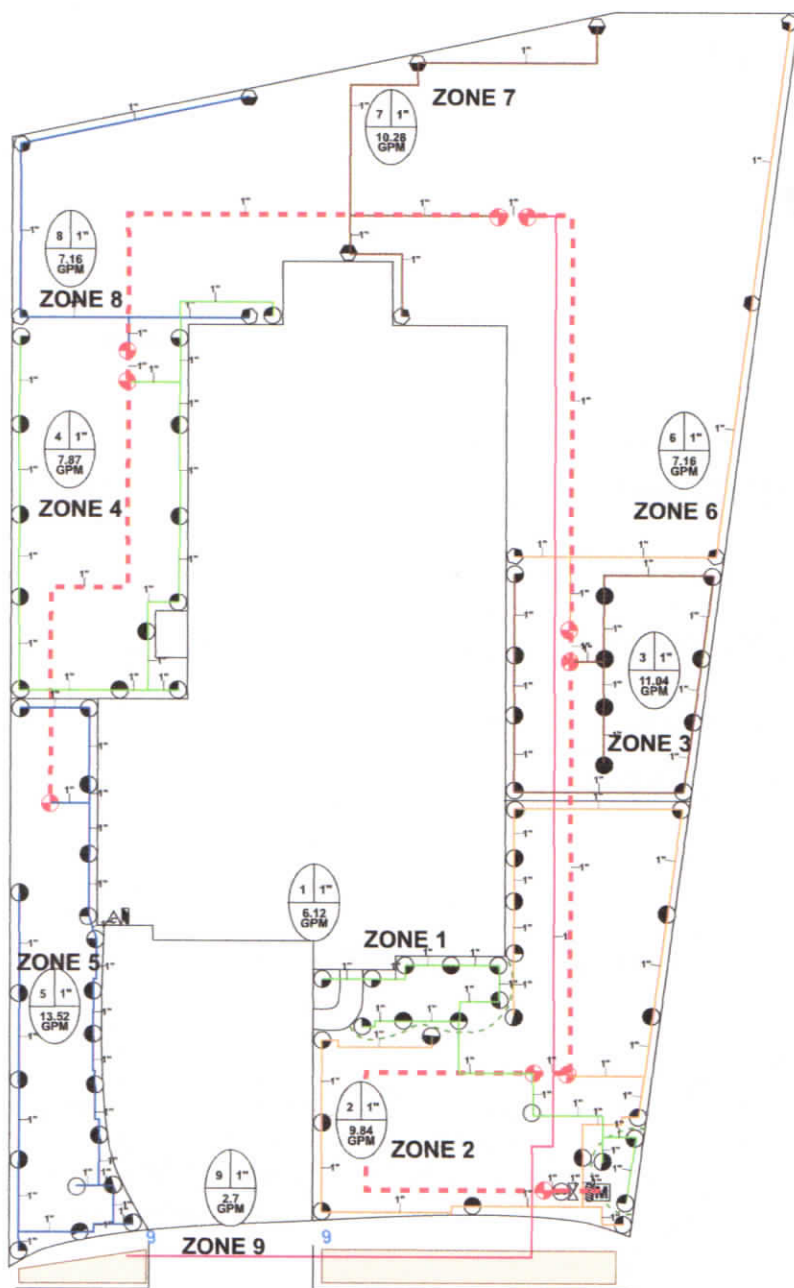 ZONE 7
7 1"
10.28
GPM
8 1"
7.16
GPM
ZONE 8
4 1"
7.87
GPM
ZONE 4
6 1"
7.16
GPM
ZONE 6
3 1"
11.04
GPM
ZONE 3
1 1"
6.12
GPM
ZONE 1
ZONE 5
5 1"
13.52
GPM
2 1"
9.84
GPM
ZONE 2
9 1"
2.7
GPM
9
9
ZONE 9